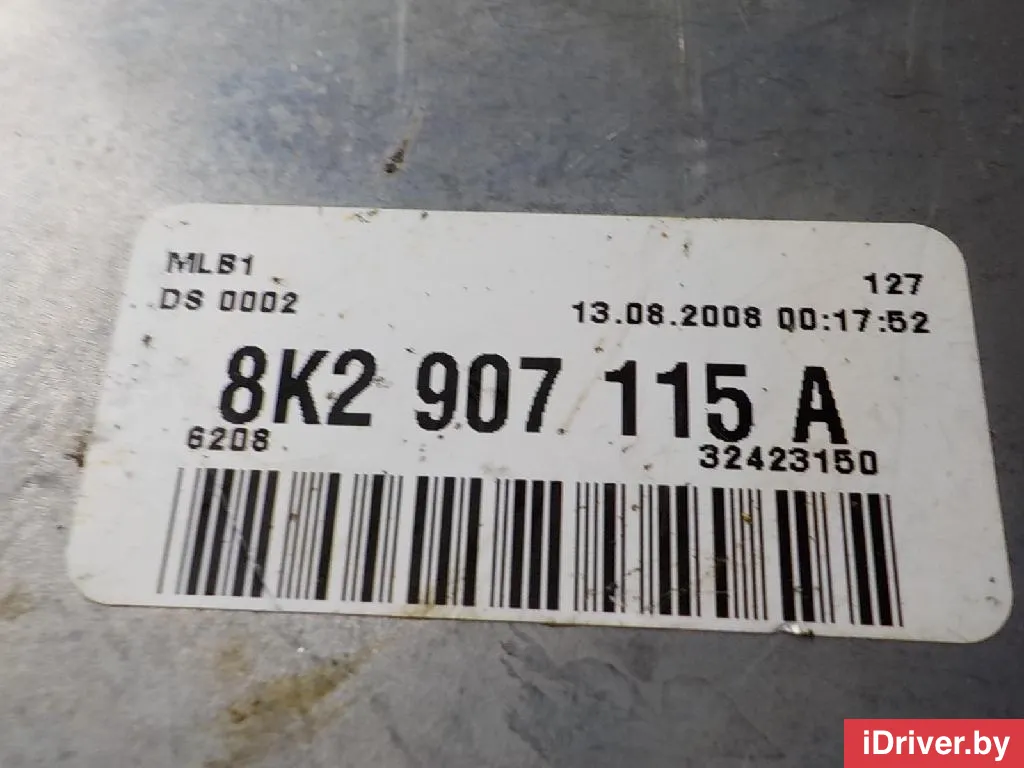 MLB1
127
DS 0002
13.08.2008 00:17:52
8K2 907 115 A
6208
32423150
iDriver.by